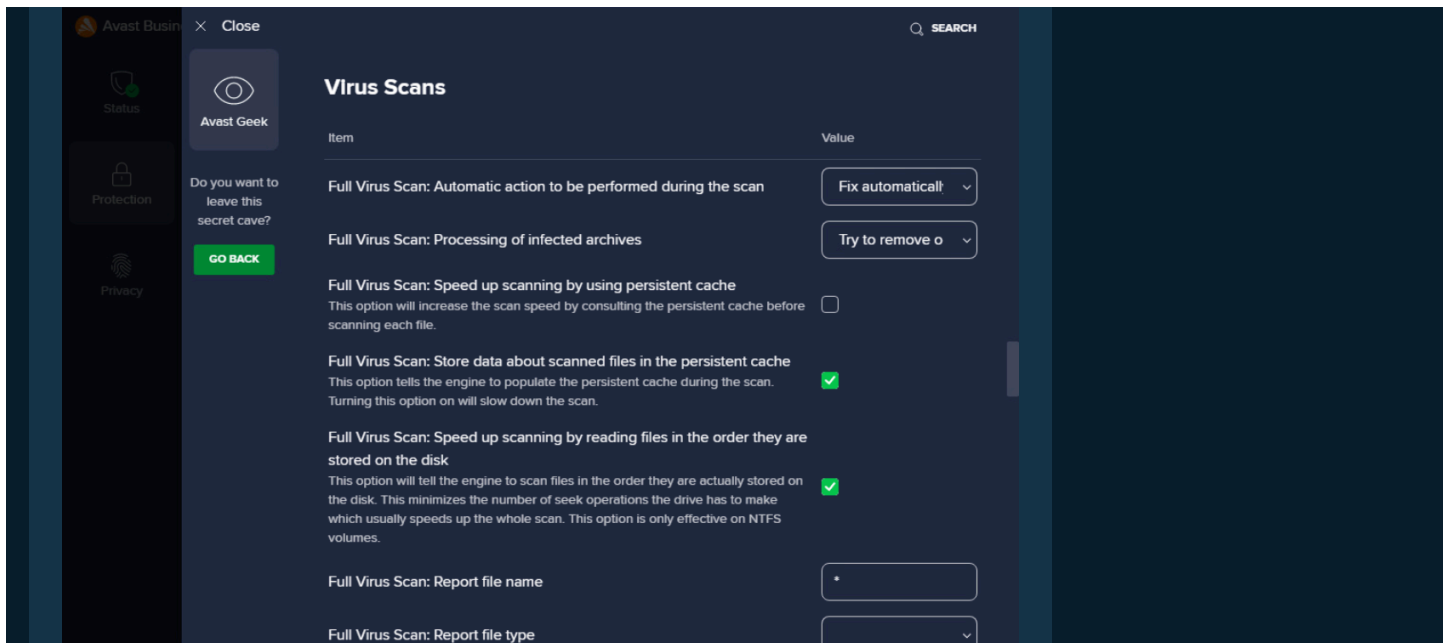 Avast Busin
Close
SEARCH
Status
Avast Geek
Virus Scans
Item
Value
Protection
Do you want to
leave this
secret cave?
GO BACK
Privacy
Full Virus Scan: Automatic action to be performed during the scan
Fix automaticall
Full Virus Scan: Processing of infected archives
Try to remove o
Full Virus Scan: Speed up scanning by using persistent cache
This option will increase the scan speed by consulting the persistent cache before
scanning each file.
Full Virus Scan: Store data about scanned files in the persistent cache
This option tells the engine to populate the persistent cache during the scan.
Turning this option on will slow down the scan.
Full Virus Scan: Speed up scanning by reading files in the order they are
stored on the disk
This option will tell the engine to scan files in the order they are actually stored on
the disk. This minimizes the number of seek operations the drive has to make
which usually speeds up the whole scan. This option is only effective on NTFS
volumes.
Full Virus Scan: Report file name
*
Full Virus Scan: Report file type